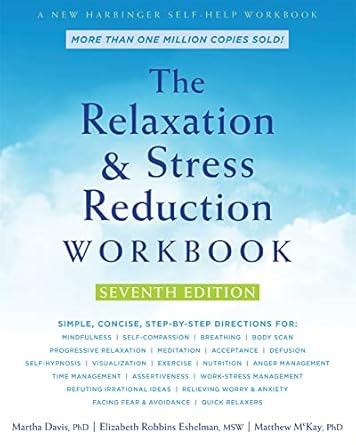 A NEW HARBINGER SELF-HELP WORKBOOK
MORE THAN ONE MILLION COPIES SOLD!
The
Relaxation
& Stress
Reduction
WORKBOOK
SEVENTH EDITION
SIMPLE, CONCISE, STEP-BY-STEP DIRECTIONS FOR:
MINDFULNESS | SELF-COMPASSION | BREATHING | BODY SCAN
PROGRESSIVE RELAXATION | MEDITATION | ACCEPTANCE | DEFUSION
SELF-HYPNOSIS | VISUALIZATION | EXERCISE | NUTRITION | ANGER MANAGEMENT
TIME MANAGEMENT | ASSERTIVENESS | WORK-STRESS MANAGEMENT
REFUTING IRRATIONAL IDEAS | RELIEVING WORRY & ANXIETY
FACING FEAR & AVOIDANCE | QUICK RELAXERS
Martha Davis, PhD | Elizabeth Robbins Eshelman, MSW | Matthew McKay, PhD